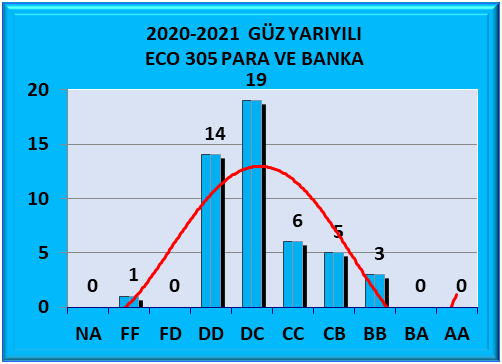 2020-2021 GÜZ YARIYILI
ECO 305 PARA VE BANKA
20
15
10
5
0
0 1 0 14 19 6 5 3 0 0
NA FF FD DD DC CC CB BB BA AA